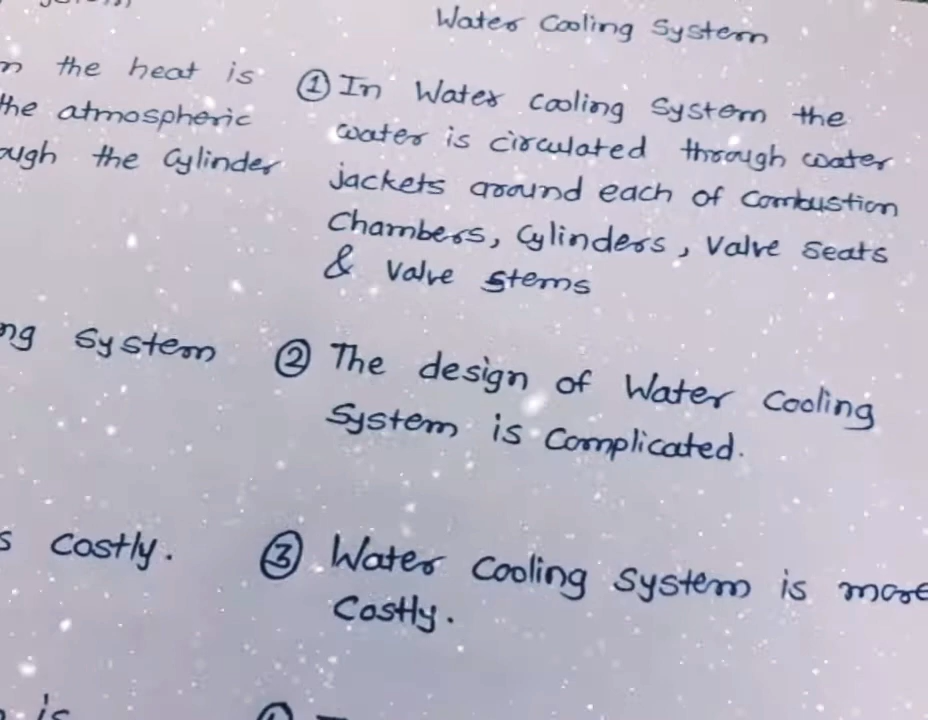 Water Cooling System
the heat is
the atmospheric
the Cylinder
① In Water cooling System the
water is circulated through water
jackets around each of Combustion
Chambers, Cylinders, Valve Seats
& Valve Stems
System
② The design of Water Cooling
System is Complicated.
costly.
③ Water Cooling System is more
Costly.
is